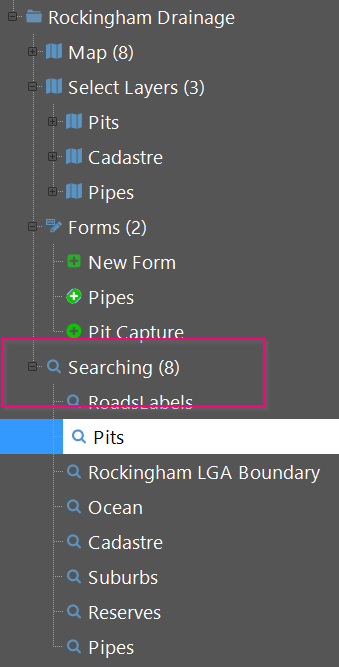 Rockingham Drainage
Map (8)
Select Layers (3)
Pits
Cadastre
Pipes
Forms (2)
New Form
Pipes
Pit Capture
Searching (8)
RoadsLabels
Pits
Rockingham LGA Boundary
Ocean
Cadastre
Suburbs
Reserves
Pipes